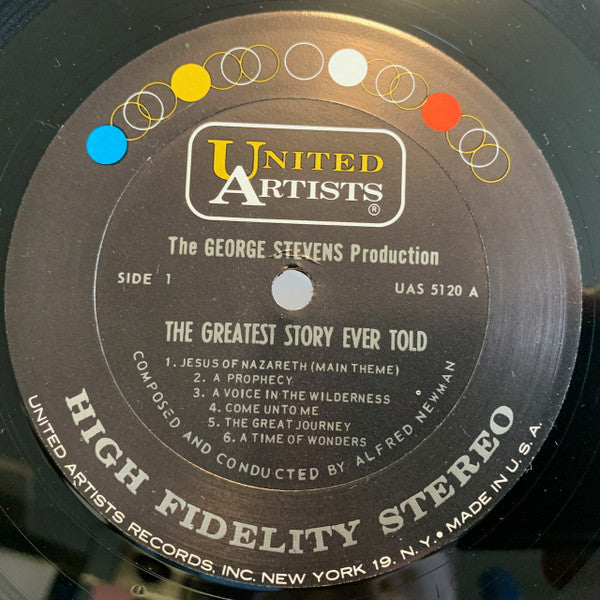 UNITED
ARTISTS
®
The GEORGE STEVENS Production
SIDE 1
UAS 5120 A
THE GREATEST STORY EVER TOLD
1. JESUS OF NAZARETH (MAIN THEME)
2. A PROPHECY
3. A VOICE IN THE WILDERNESS
4. COME UNTO ME
5. THE GREAT JOURNEY
6. A TIME OF WONDERS
COMPOSED AND CONDUCTED BY ALFRED NEWMAN
HIGH FIDELITY STEREO
UNITED ARTISTS RECORDS, INC. NEW YORK 19, N. Y. • MADE IN U. S. A.